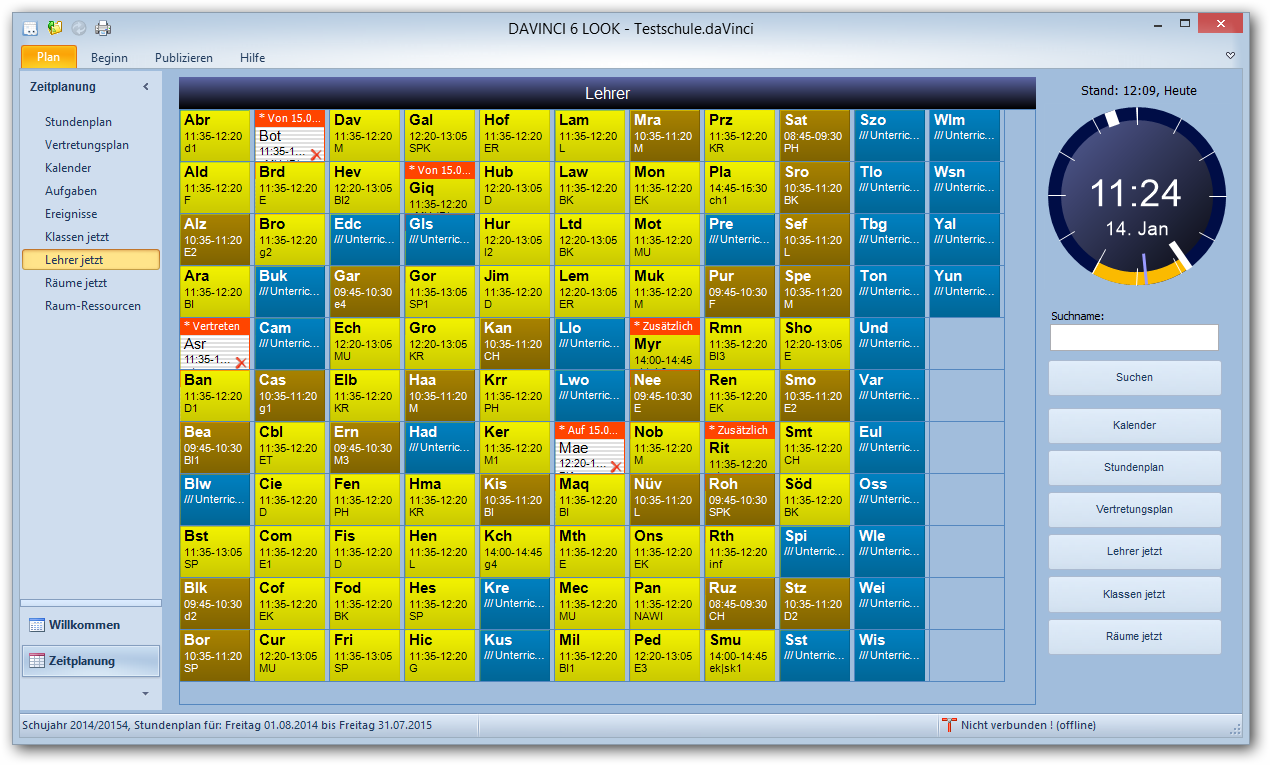 DAVINCI 6 LOOK - Testschule.daVinci
Plan Beginn Publizieren Hilfe
Zeitplanung
Stundenplan
Vertretungsplan
Kalender
Aufgaben
Ereignisse
Klassen jetzt
Lehrer jetzt
Räume jetzt
Raum-Ressourcen
Willkommen
Zeitplanung
Lehrer
Abr
11:35-12:20
d1
* Von 15.0...
Bot
11:35-1...
Dav
11:35-12:20
M
Gal
12:20-13:05
SPK
Hof
11:35-12:20
ER
Lam
11:35-12:20
L
Mra
10:35-11:20
M
Prz
11:35-12:20
KR
Sat
08:45-09:30
PH
Szo
/// Unterric...
Wlm
/// Unterric...
Ald
11:35-12:20
F
Brd
11:35-12:20
E
Hev
12:20-13:05
BI2
* Von 15.0...
Giq
11:35-12:20
Hub
12:20-13:05
D
Law
11:35-12:20
BK
Mon
11:35-12:20
EK
Pla
14:45-15:30
ch1
Sro
10:35-11:20
BK
Tlo
/// Unterric...
Wsn
/// Unterric...
Alz
10:35-11:20
E2
Bro
11:35-12:20
g2
Edc
/// Unterric...
Gls
/// Unterric...
Hur
12:20-13:05
I2
Ltd
12:20-13:05
BK
Mot
11:35-12:20
MU
Pre
/// Unterric...
Sef
10:35-11:20
L
Tbg
/// Unterric...
Yal
/// Unterric...
Ara
11:35-12:20
BI
Buk
/// Unterric...
Gar
09:45-10:30
e4
Gor
11:35-13:05
SP1
Jim
11:35-12:20
D
Lem
12:20-13:05
ER
Muk
11:35-12:20
M
Pur
09:45-10:30
F
Spe
10:35-11:20
M
Ton
/// Unterric...
Yun
/// Unterric...
* Vertreten
Asr
11:35-1...
Cam
/// Unterric...
Ech
12:20-13:05
MU
Gro
12:20-13:05
KR
Kan
10:35-11:20
CH
Llo
/// Unterric...
* Zusätzlich
Myr
14:00-14:45
Rmn
11:35-12:20
BI3
Sho
12:20-13:05
E
Und
/// Unterric...
Ban
11:35-12:20
D1
Cas
10:35-11:20
g1
Elb
11:35-12:20
KR
Haa
10:35-11:20
M
Krr
11:35-12:20
PH
Lwo
/// Unterric...
Nee
09:45-10:30
E
Ren
11:35-12:20
EK
Smo
10:35-11:20
E2
Var
/// Unterric...
Bea
09:45-10:30
BI1
Cbl
11:35-12:20
ET
Ern
09:45-10:30
M3
Had
/// Unterric...
Ker
11:35-12:20
M1
* Auf 15.0...
Mae
12:20-1...
Nob
11:35-12:20
M
* Zusätzlich
Rit
11:35-12:20
Smt
11:35-12:20
CH
Eul
/// Unterric...
Blw
/// Unterric...
Cie
11:35-12:20
D
Fen
11:35-12:20
PH
Hma
11:35-12:20
KR
Kis
10:35-11:20
BI
Maq
11:35-12:20
BI
Nüv
10:35-11:20
L
Roh
09:45-10:30
SPK
Söd
11:35-12:20
BK
Oss
/// Unterric...
Bst
11:35-13:05
SP
Com
11:35-12:20
E1
Fis
11:35-12:20
D
Hen
11:35-12:20
L
Kch
14:00-14:45
g4
Mth
11:35-12:20
E
Ons
11:35-12:20
EK
Rth
11:35-12:20
inf
Spi
/// Unterric...
Wle
/// Unterric...
Blk
09:45-10:30
d2
Cof
11:35-12:20
EK
Fod
11:35-12:20
BK
Hes
11:35-12:20
SP
Kre
/// Unterric...
Mec
11:35-12:20
MU
Pan
11:35-12:20
NAWI
Ruz
08:45-09:30
CH
Stz
10:35-11:20
D2
Wei
/// Unterric...
Bor
10:35-11:20
SP
Cur
12:20-13:05
MU
Fri
11:35-13:05
SP
Hic
11:35-12:20
G
Kus
/// Unterric...
Mil
11:35-12:20
BI1
Ped
12:20-13:05
E3
Smu
14:00-14:45
ek|sk1
Sst
/// Unterric...
Wis
/// Unterric...
Stand: 12:09, Heute
11:24
14. Jan
Suchname:
Suchen
Kalender
Stundenplan
Vertretungsplan
Lehrer jetzt
Klassen jetzt
Räume jetzt
Schujahr 2014/20154, Stundenplan für: Freitag 01.08.2014 bis Freitag 31.07.2015
Nicht verbunden ! (offline)